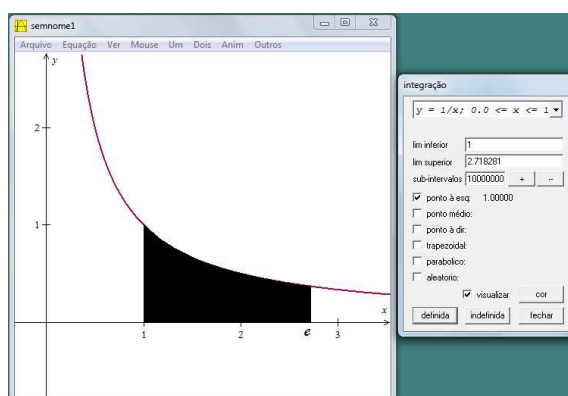 semnome1
Arquivo Equação Ver Mouse Um Dois Anim Outros
y
2
1
x
1 2 e 3
integração
y = 1/x; 0.0 <= x <= 1
lim inferior 1
lim superior 2.718281
sub-intervalos 10000000 + --
ponto à esq: 1.00000
ponto médio:
ponto à dir:
trapezoidal:
parabolico:
aleatorio:
visualizar cor
definida indefinida fechar